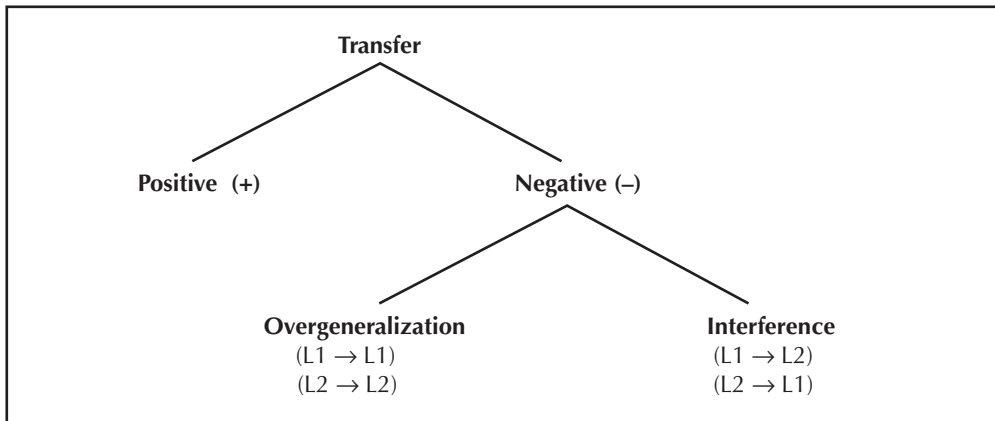 Transfer
Positive (+)
Negative (–)
Overgeneralization
(L1 → L1)
(L2 → L2)
Interference
(L1 → L2)
(L2 → L1)